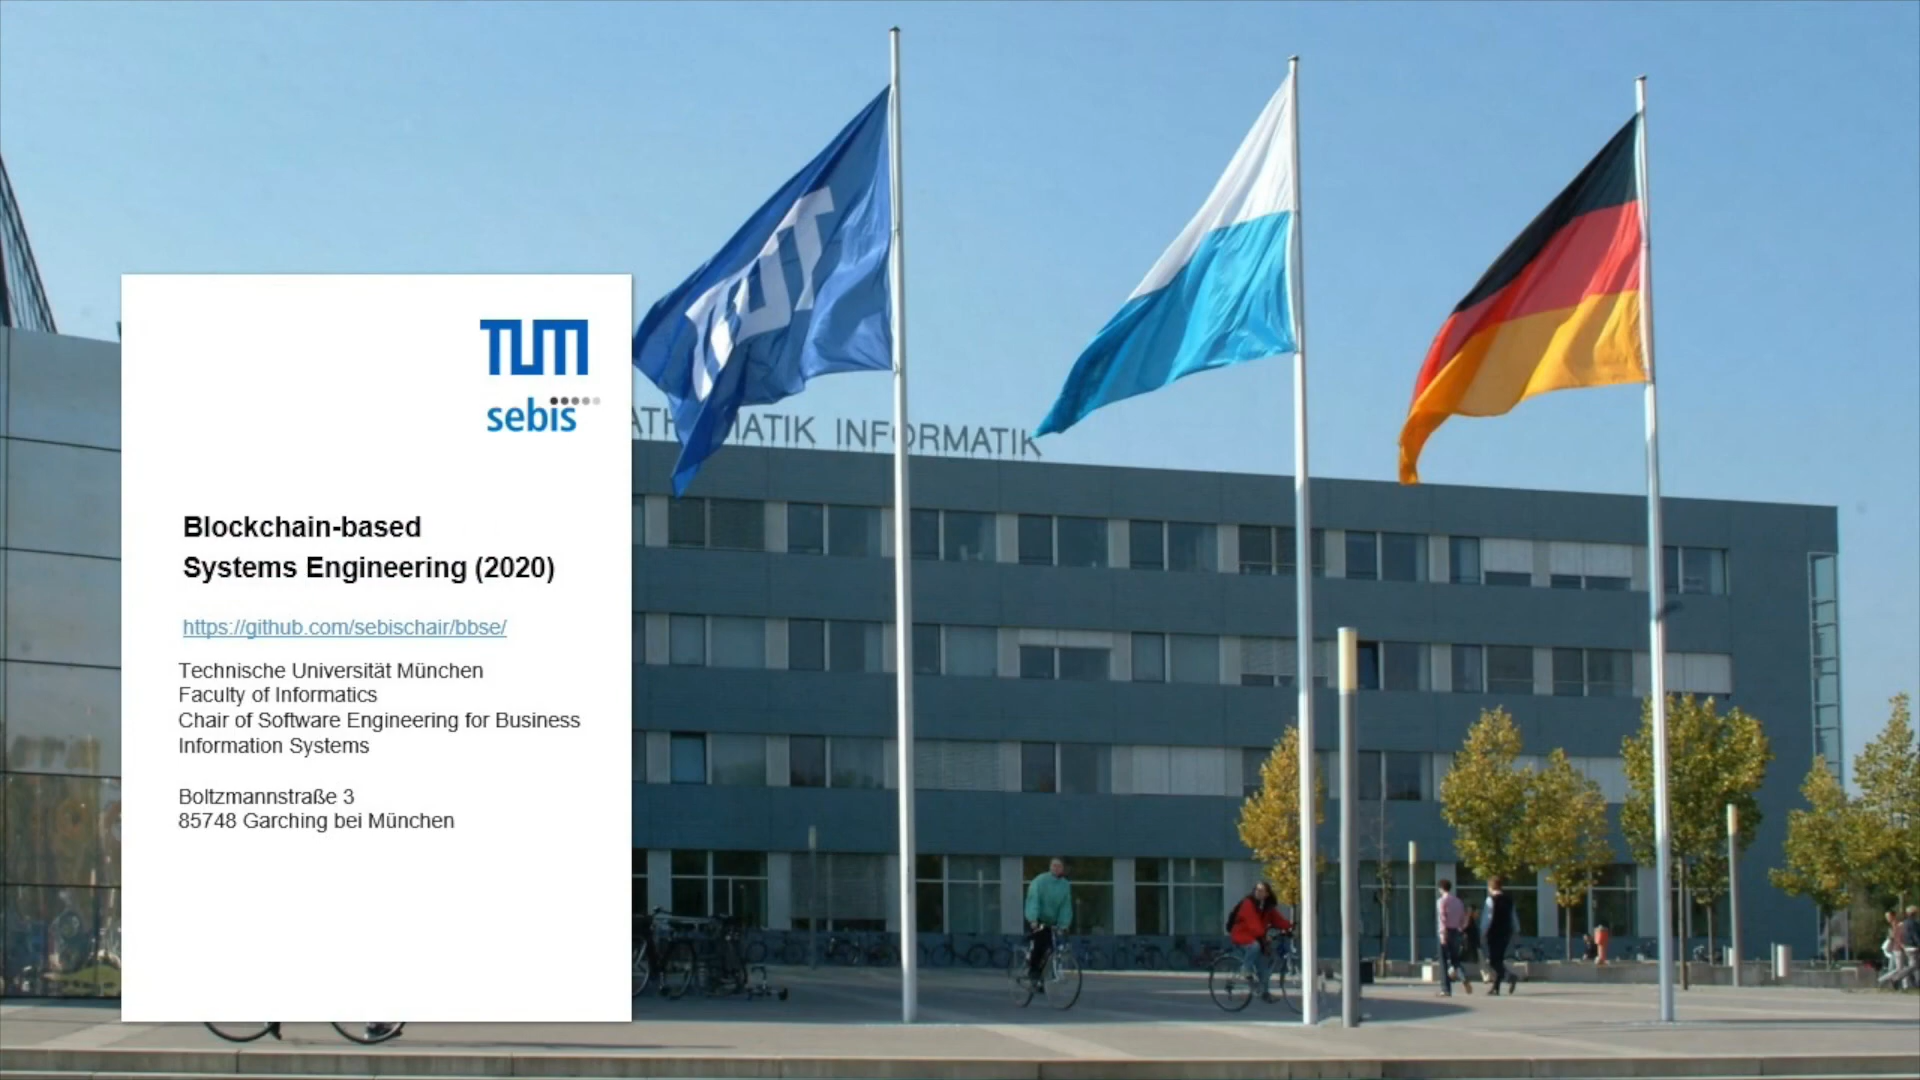 TUM
TUM
sebis
MATIK INFORMATIK
Blockchain-based
Systems Engineering (2020)
https://github.com/sebischair/bbse/
Technische Universität München
Faculty of Informatics
Chair of Software Engineering for Business
Information Systems
Boltzmannstraße 3
85748 Garching bei München